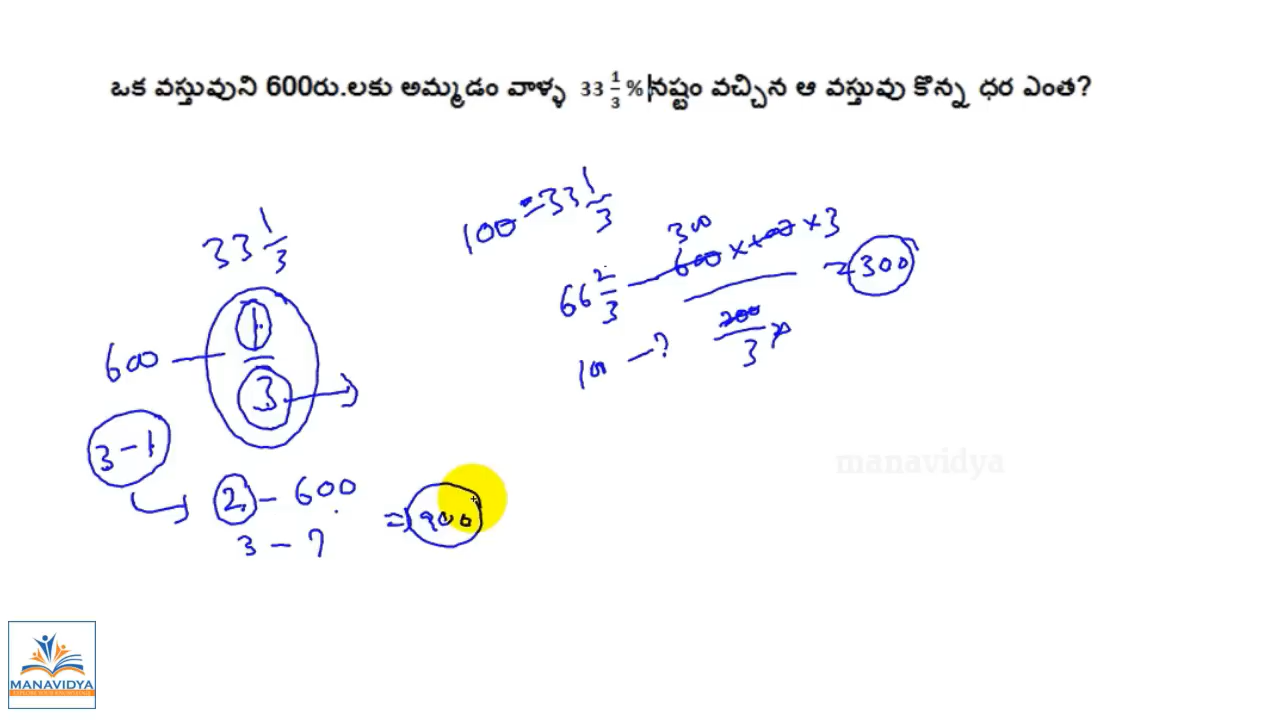 ఒక వస్తువుని 600రు.లకు అమ్మడం వాళ్ళ 33 1/3 % నష్టం వచ్చిన ఆ వస్తువు కొన్న ధర ఎంత?
100 = 33 1/3
33 1/3
300
66 2/3 - 600 × 100 × 3 = 300
200/3
100 - ?
600 - 1/3
3 - 1
2 - 600
3 - ? = 900
manavidya
MANAVIDYA